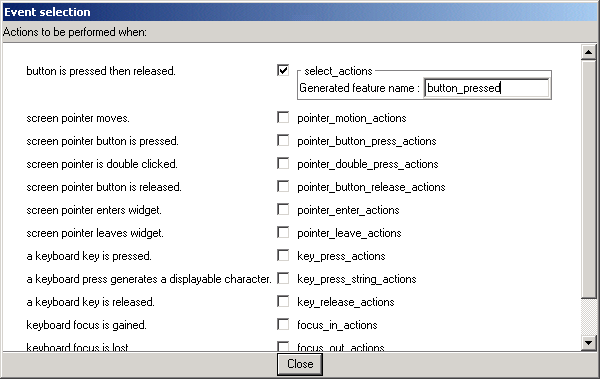 Event selection
Actions to be performed when:
button is pressed then released. select_actions
Generated feature name : button_pressed
screen pointer moves. pointer_motion_actions
screen pointer button is pressed. pointer_button_press_actions
screen pointer is double clicked. pointer_double_press_actions
screen pointer button is released. pointer_button_release_actions
screen pointer enters widget. pointer_enter_actions
screen pointer leaves widget. pointer_leave_actions
a keyboard key is pressed. key_press_actions
a keyboard press generates a displayable character. key_press_string_actions
a keyboard key is released. key_release_actions
keyboard focus is gained. focus_in_actions
keyboard focus is lost. focus_out_actions
Close